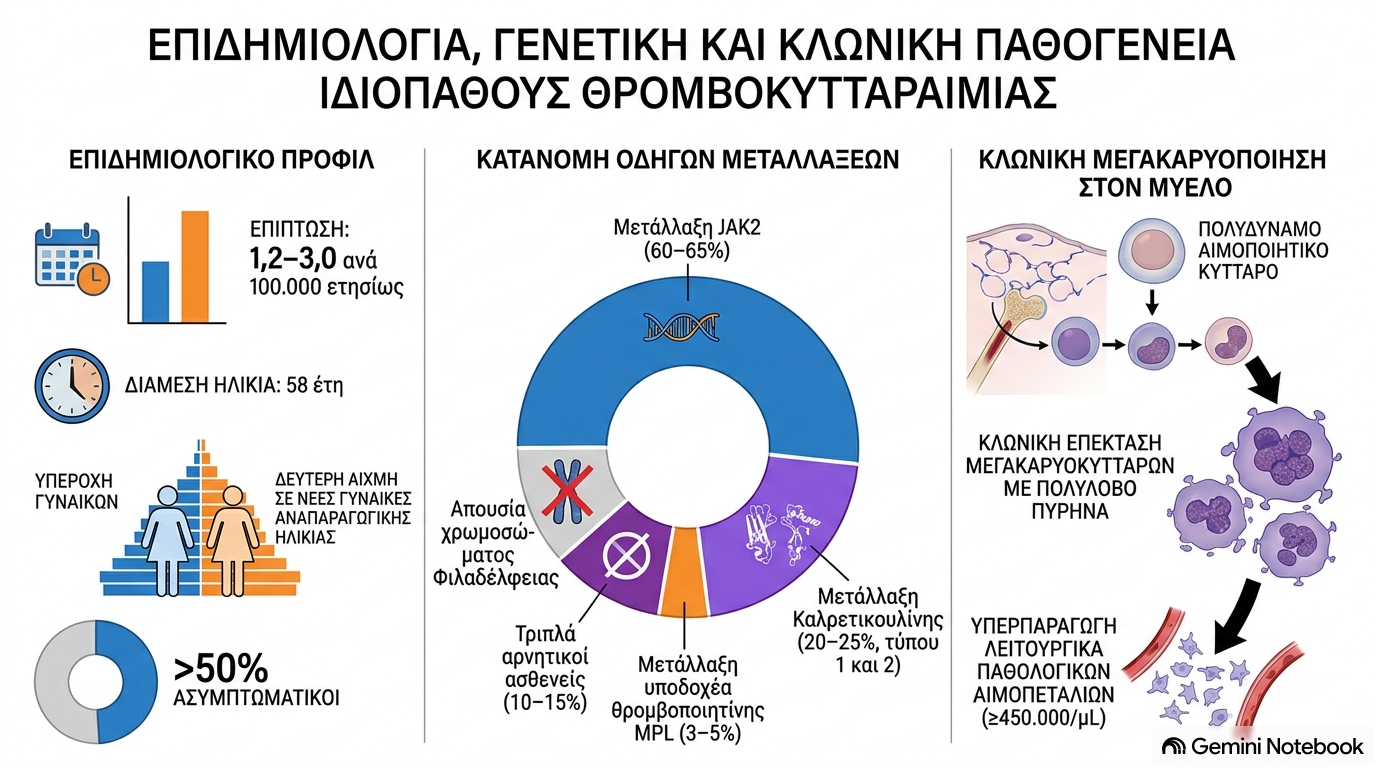 ΕΠΙΔΗΜΙΟΛΟΓΙΑ, ΓΕΝΕΤΙΚΗ ΚΑΙ ΚΛΩΝΙΚΗ ΠΑΘΟΓΕΝΕΙΑ
ΙΔΙΟΠΑΘΟΥΣ ΘΡΟΜΒΟΚΥΤΤΑΡΑΙΜΙΑΣ
ΕΠΙΔΗΜΙΟΛΟΓΙΚΟ ΠΡΟΦΙΛ
ΕΠΙΠΤΩΣΗ:
1,2–3,0 ανά
100.000 ετησίως
ΔΙΑΜΕΣΗ ΗΛΙΚΙΑ: 58 έτη
ΥΠΕΡΟΧΗ
ΓΥΝΑΙΚΩΝ
ΔΕΥΤΕΡΗ ΑΙΧΜΗ
ΣΕ ΝΕΕΣ ΓΥΝΑΙΚΕΣ
ΑΝΑΠΑΡΑΓΩΓΙΚΗΣ
ΗΛΙΚΙΑΣ
>50%
ΑΣΥΜΠΤΩΜΑΤΙΚΟΙ
ΚΑΤΑΝΟΜΗ ΟΔΗΓΩΝ ΜΕΤΑΛΛΑΞΕΩΝ
Μετάλλαξη JAK2
(60–65%)
Απουσία
χρωμοσώ-
ματος
Φιλαδέλφειας
Τριπλά
αρνητικοί
ασθενείς
(10–15%)
Μετάλλαξη
υποδοχέα
θρομβοποιητίνης
MPL (3–5%)
Μετάλλαξη
Καλρετικουλίνης
(20–25%, τύπου
1 και 2)
ΚΛΩΝΙΚΗ ΜΕΓΑΚΑΡΥΟΠΟΙΗΣΗ
ΣΤΟΝ ΜΥΕΛΟ
ΠΟΛΥΔΥΝΑΜΟ
ΑΙΜΟΠΟΙΗΤΙΚΟ
ΚΥΤΤΑΡΟ
ΚΛΩΝΙΚΗ ΕΠΕΚΤΑΣΗ
ΜΕΓΑΚΑΡΥΟΚΥΤΤΑΡΩΝ
ΜΕ ΠΟΛΥΛΟΒΟ
ΠΥΡΗΝΑ
ΥΠΕΡΠΑΡΑΓΩΓΗ
ΛΕΙΤΟΥΡΓΙΚΑ
ΠΑΘΟΛΟΓΙΚΩΝ
ΑΙΜΟΠΕΤΑΛΙΩΝ
(≥450.000/μL)
Gemini Notebook